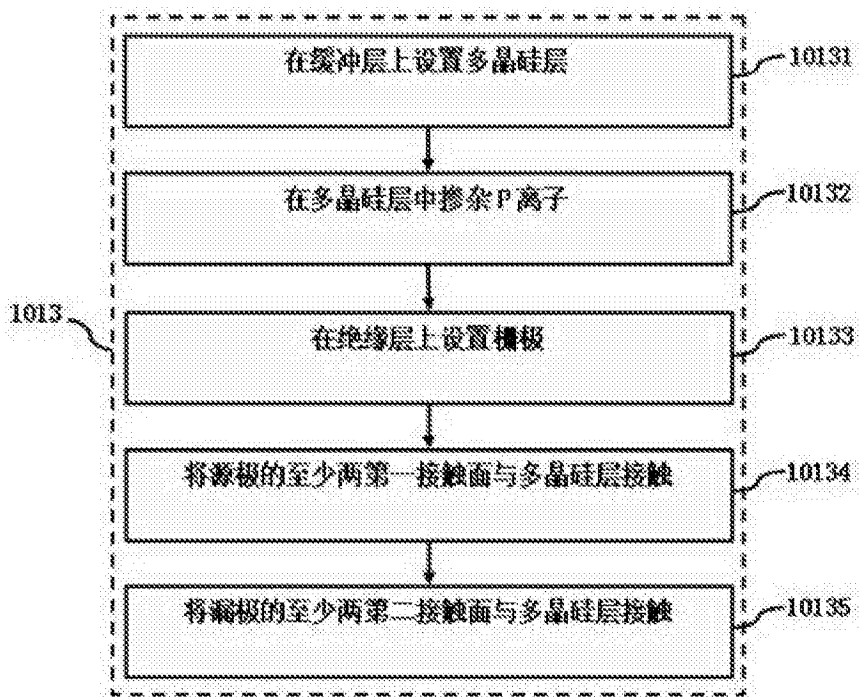 在缓冲层上设置多晶硅层
10131
在多晶硅层中掺杂P离子
10132
1013
在绝缘层上设置栅极
10133
将源极的至少两第一接触面与多晶硅层接触
10134
将漏极的至少两第二接触面与多晶硅层接触
10135